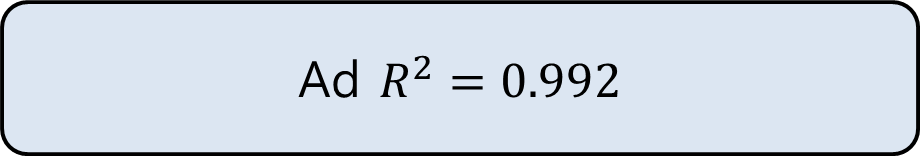 Ad R² = 0.992